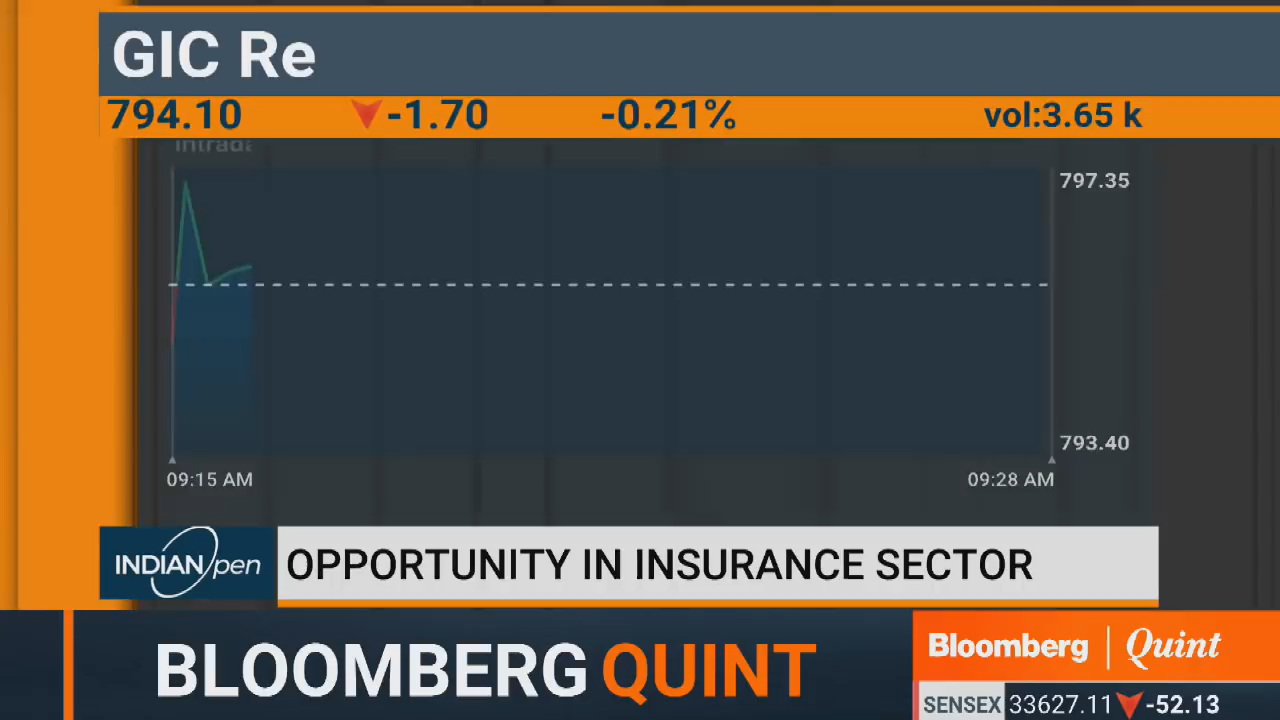 GIC Re
794.10 -1.70 -0.21% vol:3.65 k
Intrada
797.35
793.40
09:15 AM 09:28 AM
INDIAN Open OPPORTUNITY IN INSURANCE SECTOR
BLOOMBERG QUINT
Bloomberg | Quint
SENSEX 33627.11 -52.13